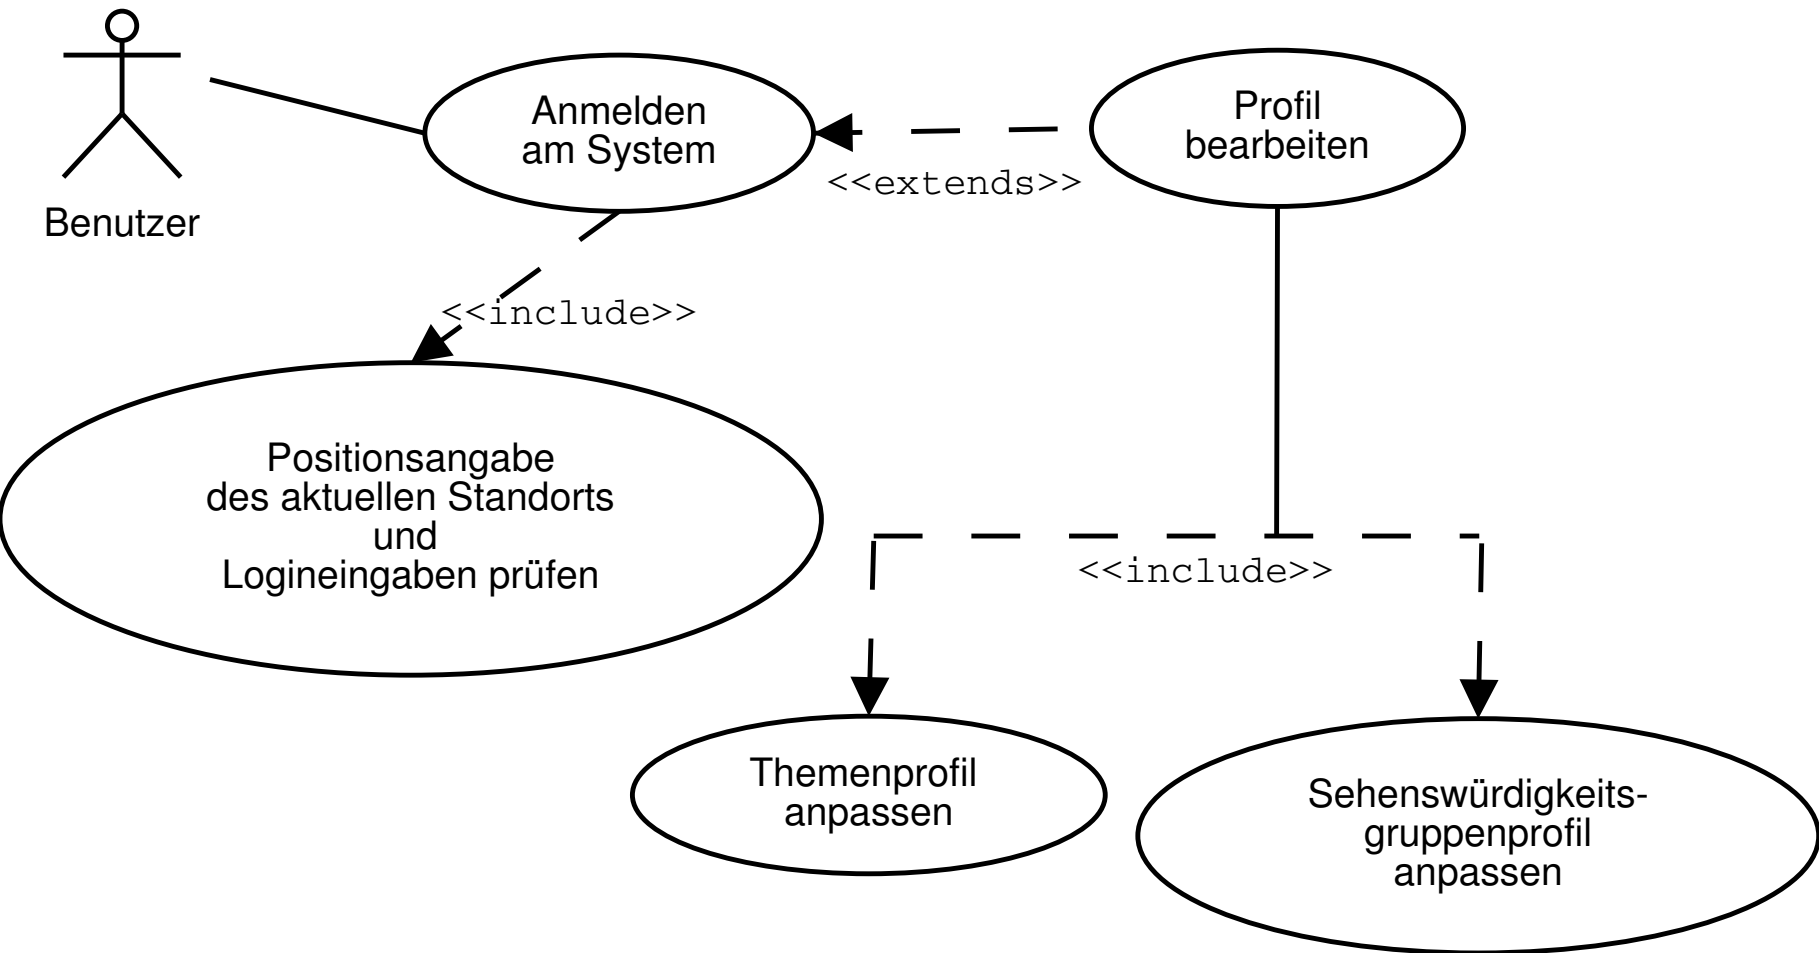 Anmelden
am System
Profil
bearbeiten
<<extends>>
Benutzer
<<include>>
Positionsangabe
des aktuellen Standorts
und
Logineingaben prüfen
<<include>>
Themenprofil
anpassen
Sehenswürdigkeits-
gruppenprofil
anpassen